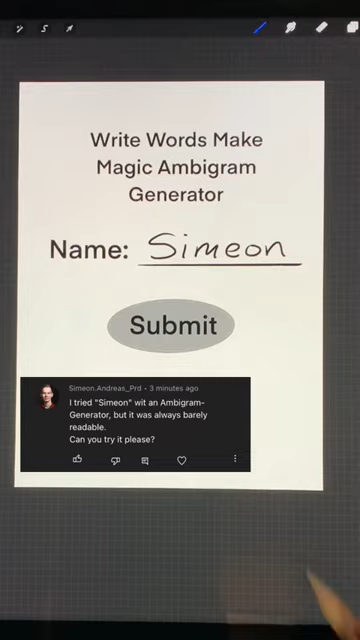 Write Words Make
Magic Ambigram
Generator
Name: Simeon
Submit
Simeon.Andreas_Prd • 3 minutes ago
I tried "Simeon" wit an Ambigram-
Generator, but it was always barely
readable.
Can you try it please?